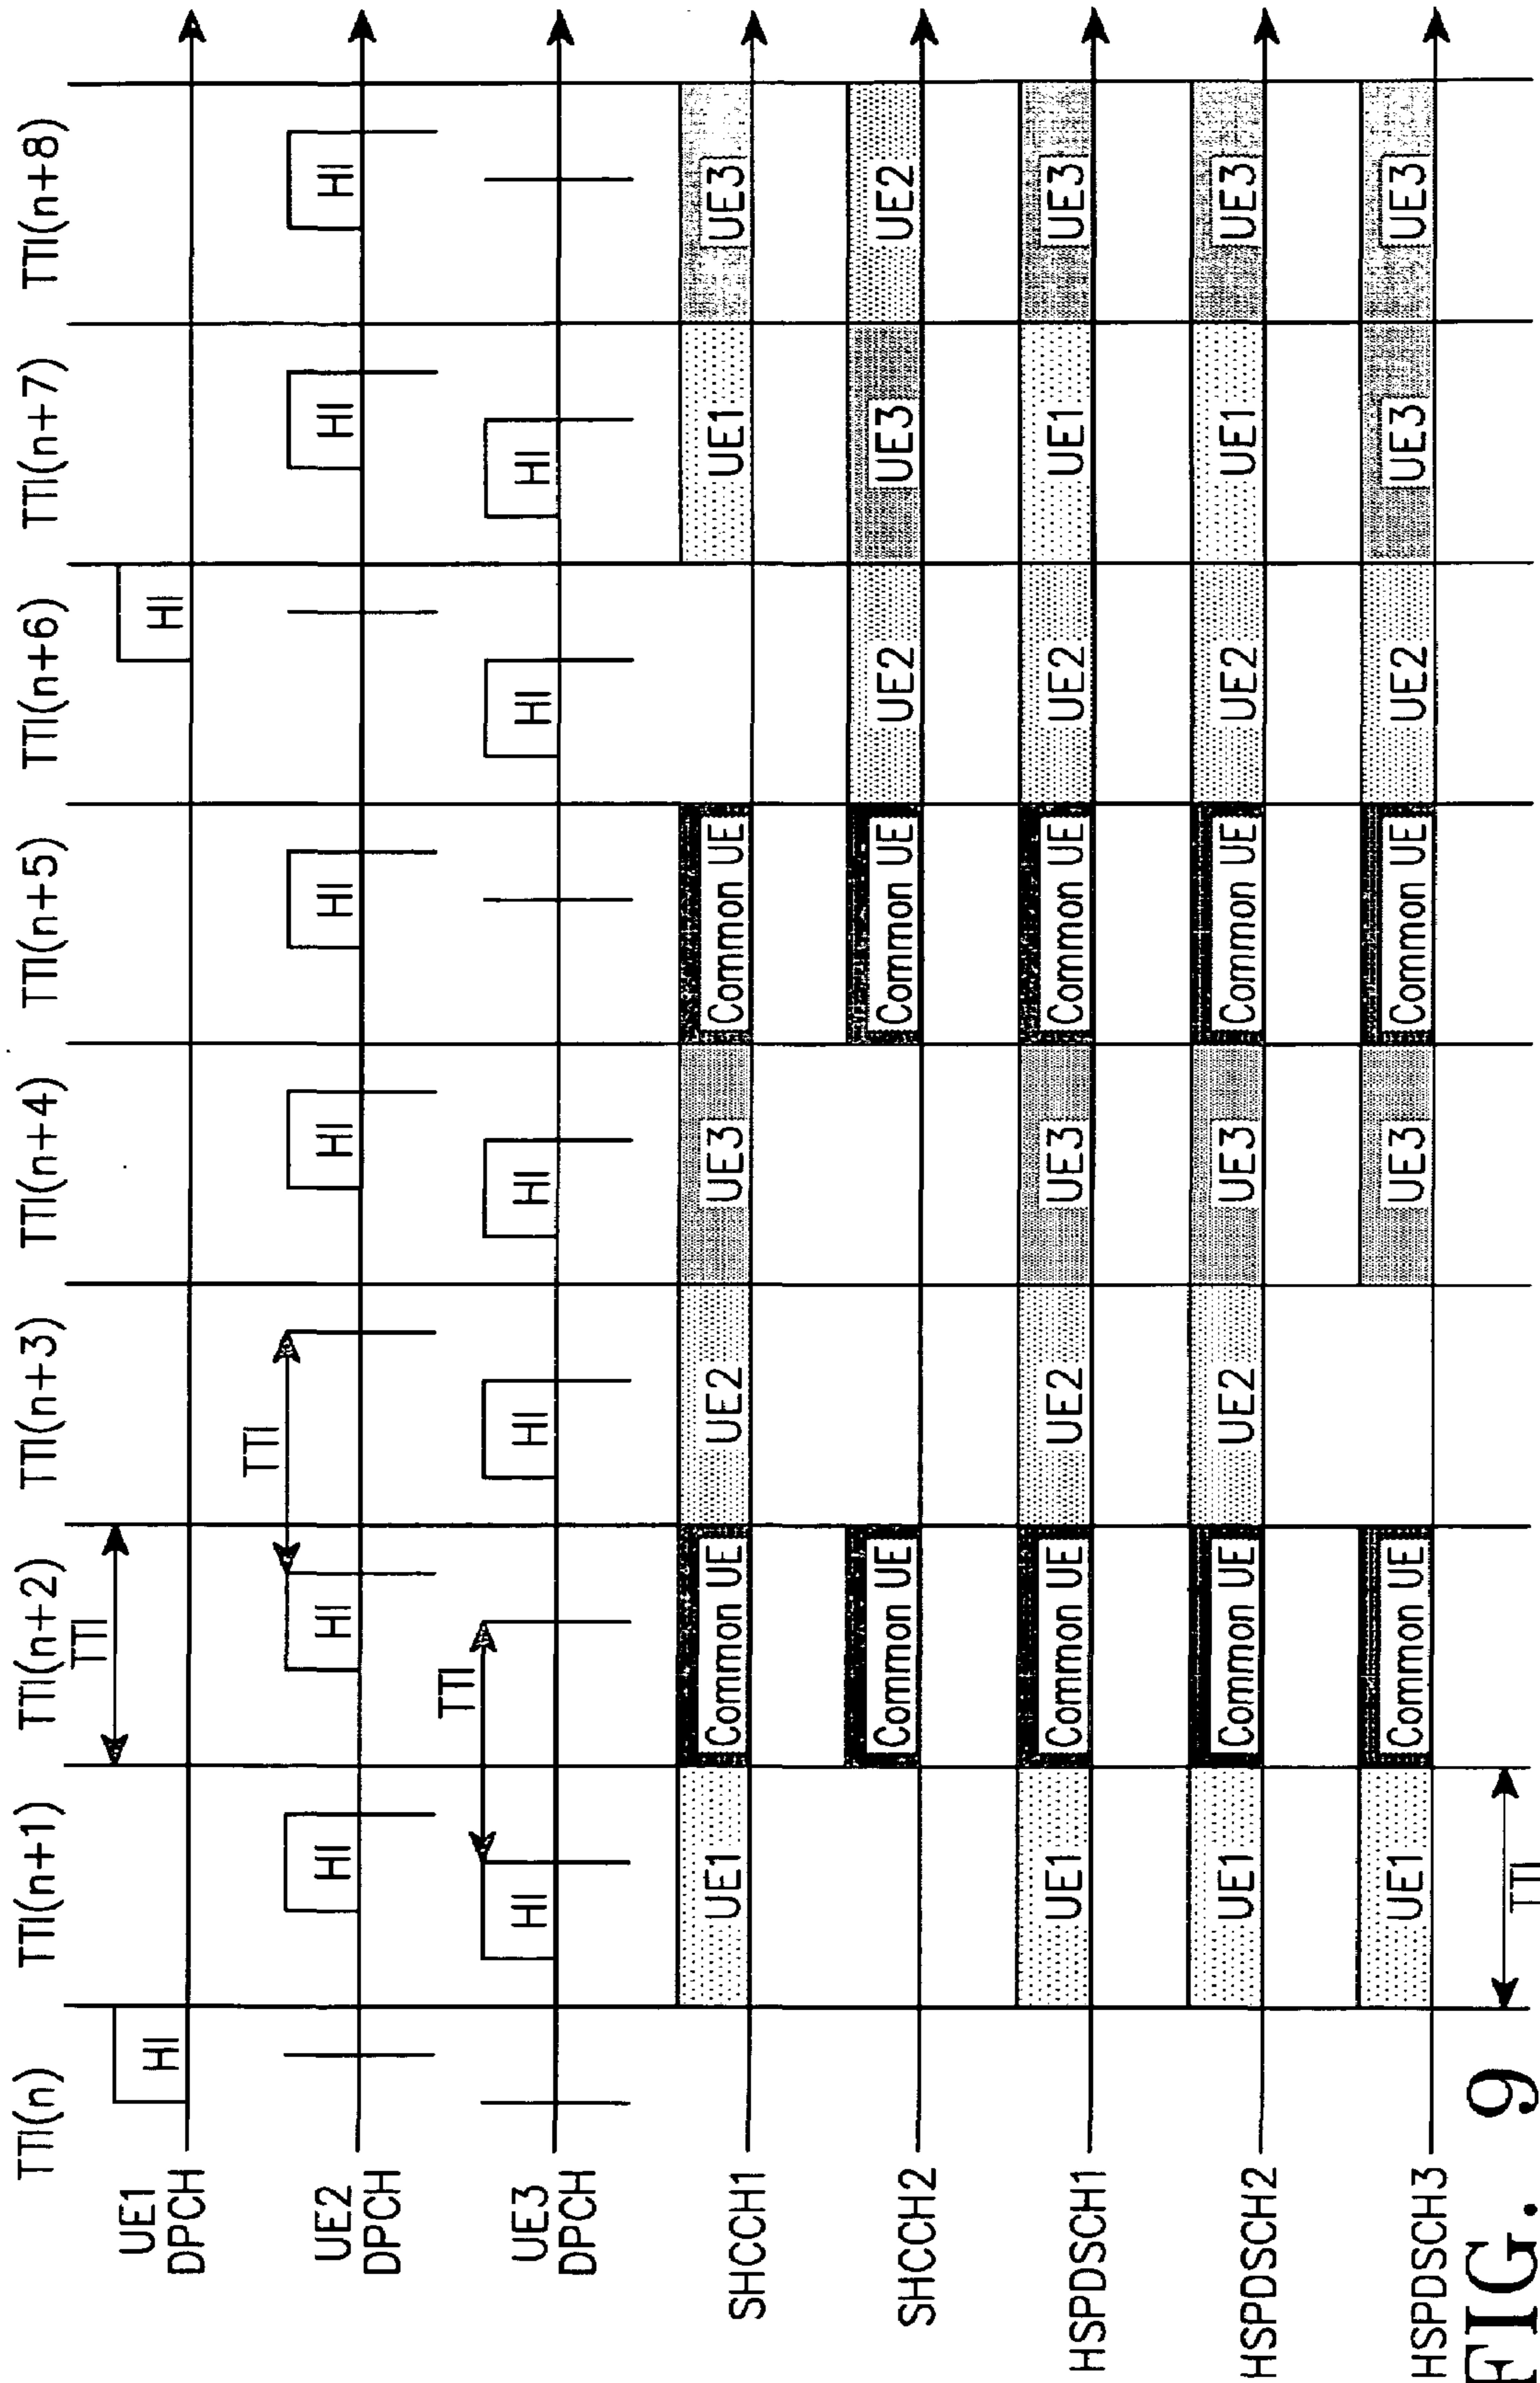 TTI(n) TTI(n+1) TTI(n+2) TTI(n+3) TTI(n+4) TTI(n+5) TTI(n+6) TTI(n+7) TTI(n+8)
TTI
UE1
DPCH
HI HI
TTI
UE2
DPCH
HI HI HI HI HI HI
TTI
UE3
DPCH
HI HI HI HI HI
SHCCH1 UE1 Common UE UE2 UE3 Common UE UE1 UE3
SHCCH2 Common UE Common UE UE2 UE3 UE2
HSPDSCH1 UE1 Common UE UE2 UE3 Common UE UE2 UE1 UE3
HSPDSCH2 UE1 Common UE UE2 UE3 Common UE UE2 UE1 UE3
HSPDSCH3 UE1 Common UE UE3 Common UE UE2 UE3 UE3
TTI
FIG. 9